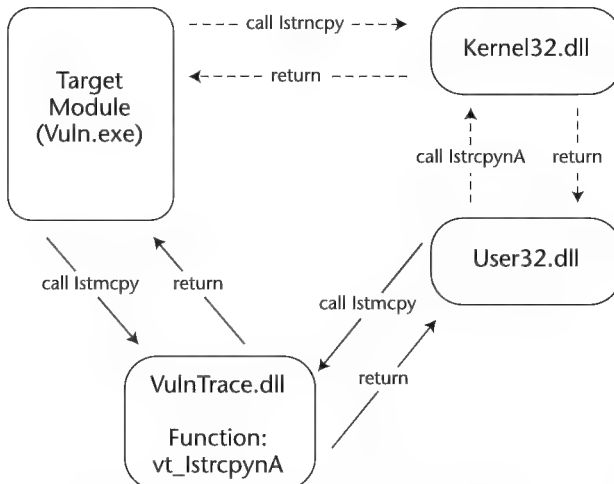 call lstrncpy
Kernel32.dll
return
Target
Module
(Vuln.exe)
call lstrcpynA
return
User32.dll
call lstmcpy
return
call lstmcpy
return
VulnTrace.dll
Function:
vt_lstrcpynA